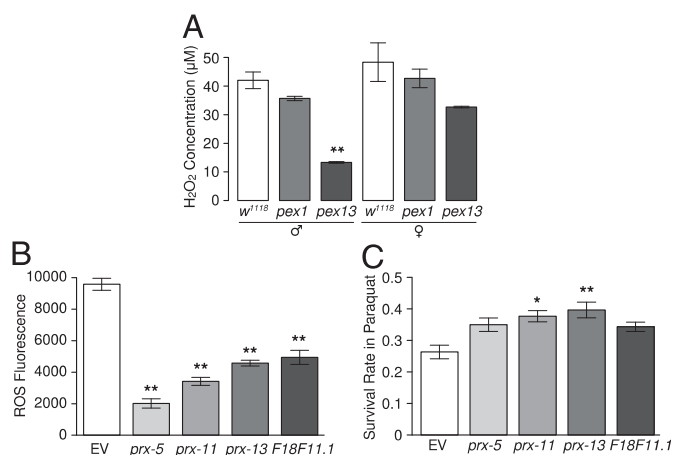 A
H₂O₂ Concentration (µM)
50
40
30
20
10
0
**
w¹¹¹⁸ pex1 pex13 w¹¹¹⁸ pex1 pex13
♂ ♀
B
ROS Fluorescence
10000
8000
6000
4000
2000
0
** ** ** **
EV prx-5 prx-11 prx-13 F18F11.1
C
Survival Rate in Paraquat
0.5
0.4
0.3
0.2
0.1
0
* **
EV prx-5 prx-11 prx-13 F18F11.1